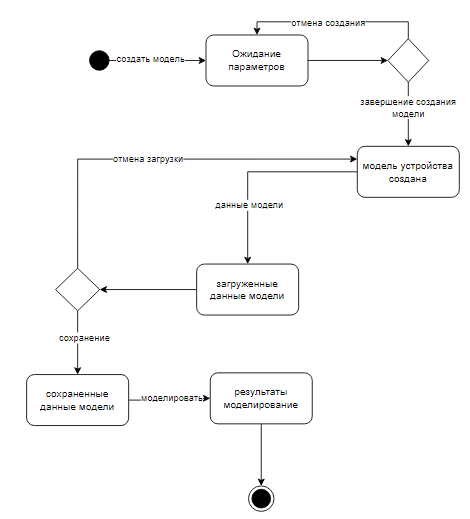 отмена создания
создать модель
Ожидание
параметров
завершение создания
модели
отмена загрузки
модель устройства
создана
данные модели
загруженные
данные модели
сохранение
сохраненные
данные модели
моделировать
результаты
моделирование